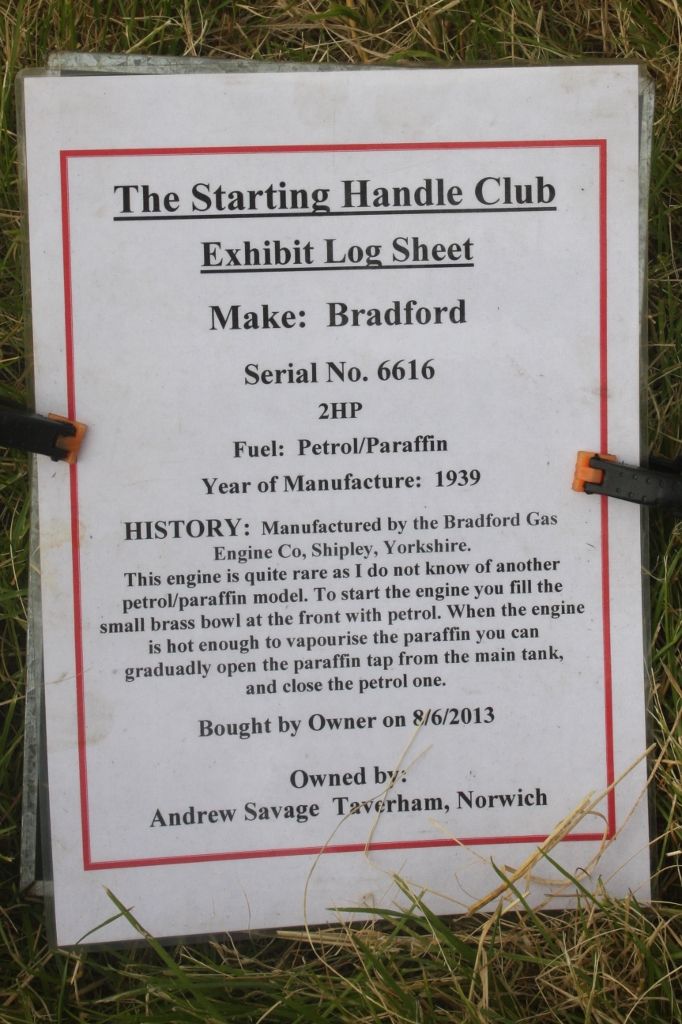 The Starting Handle Club
Exhibit Log Sheet
Make: Bradford
Serial No. 6616
2HP
Fuel: Petrol/Paraffin
Year of Manufacture: 1939
HISTORY: Manufactured by the Bradford Gas
Engine Co, Shipley, Yorkshire.
This engine is quite rare as I do not know of another
petrol/paraffin model. To start the engine you fill the
small brass bowl at the front with petrol. When the engine
is hot enough to vapourise the paraffin you can
graduadly open the paraffin tap from the main tank,
and close the petrol one.
Bought by Owner on 8/6/2013
Owned by:
Andrew Savage Taverham, Norwich